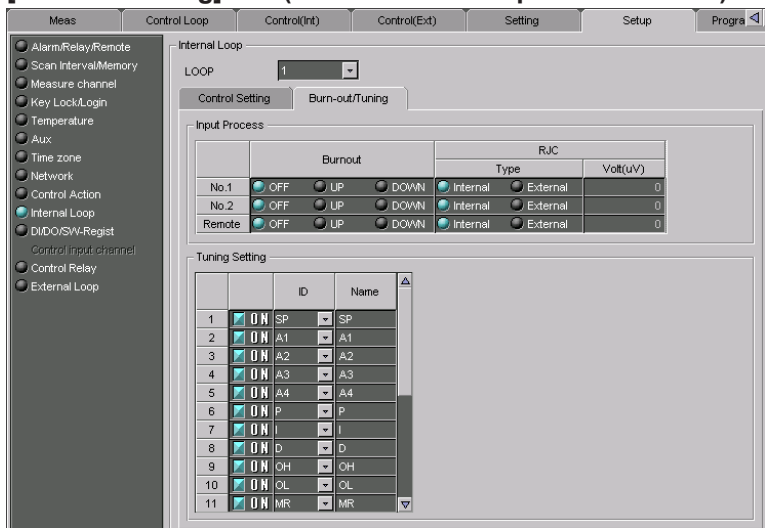 Meas Control Loop Control(Int) Control(Ext) Setting Setup Progra
Alarm/Relay/Remote
Scan Interval/Memory
Measure channel
Key Lock/Login
Temperature
Aux
Time zone
Network
Control Action
Internal Loop
DI/DO/SW-Regist
Control input channel
Control Relay
External Loop
Internal Loop
LOOP 1
Control Setting Burn-out/Tuning
Input Process
Burnout RJC
Type Volt(uV)
No.1 OFF UP DOWN Internal External 0
No.2 OFF UP DOWN Internal External 0
Remote OFF UP DOWN Internal External 0
Tuning Setting
ID Name
1 ON SP SP
2 ON A1 A1
3 ON A2 A2
4 ON A3 A3
5 ON A4 A4
6 ON P P
7 ON I I
8 ON D D
9 ON OH OH
10 ON OL OL
11 ON MR MR